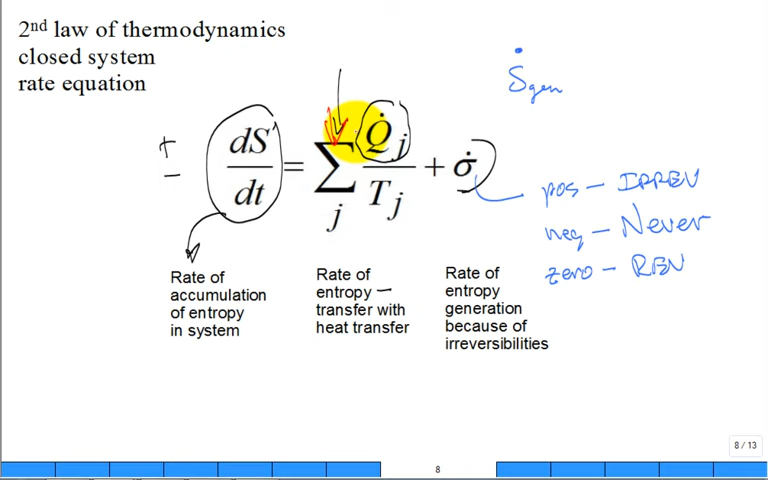 2nd law of thermodynamics
closed system
rate equation
Ṡgen
+
−
dS/dt = ∑j Q̇j/Tj + σ̇
pos – IRREV
neg – Never
zero – REV
Rate of
accumulation
of entropy
in system
Rate of
entropy
transfer with
heat transfer
Rate of
entropy
generation
because of
irreversibilities
8 / 13
8